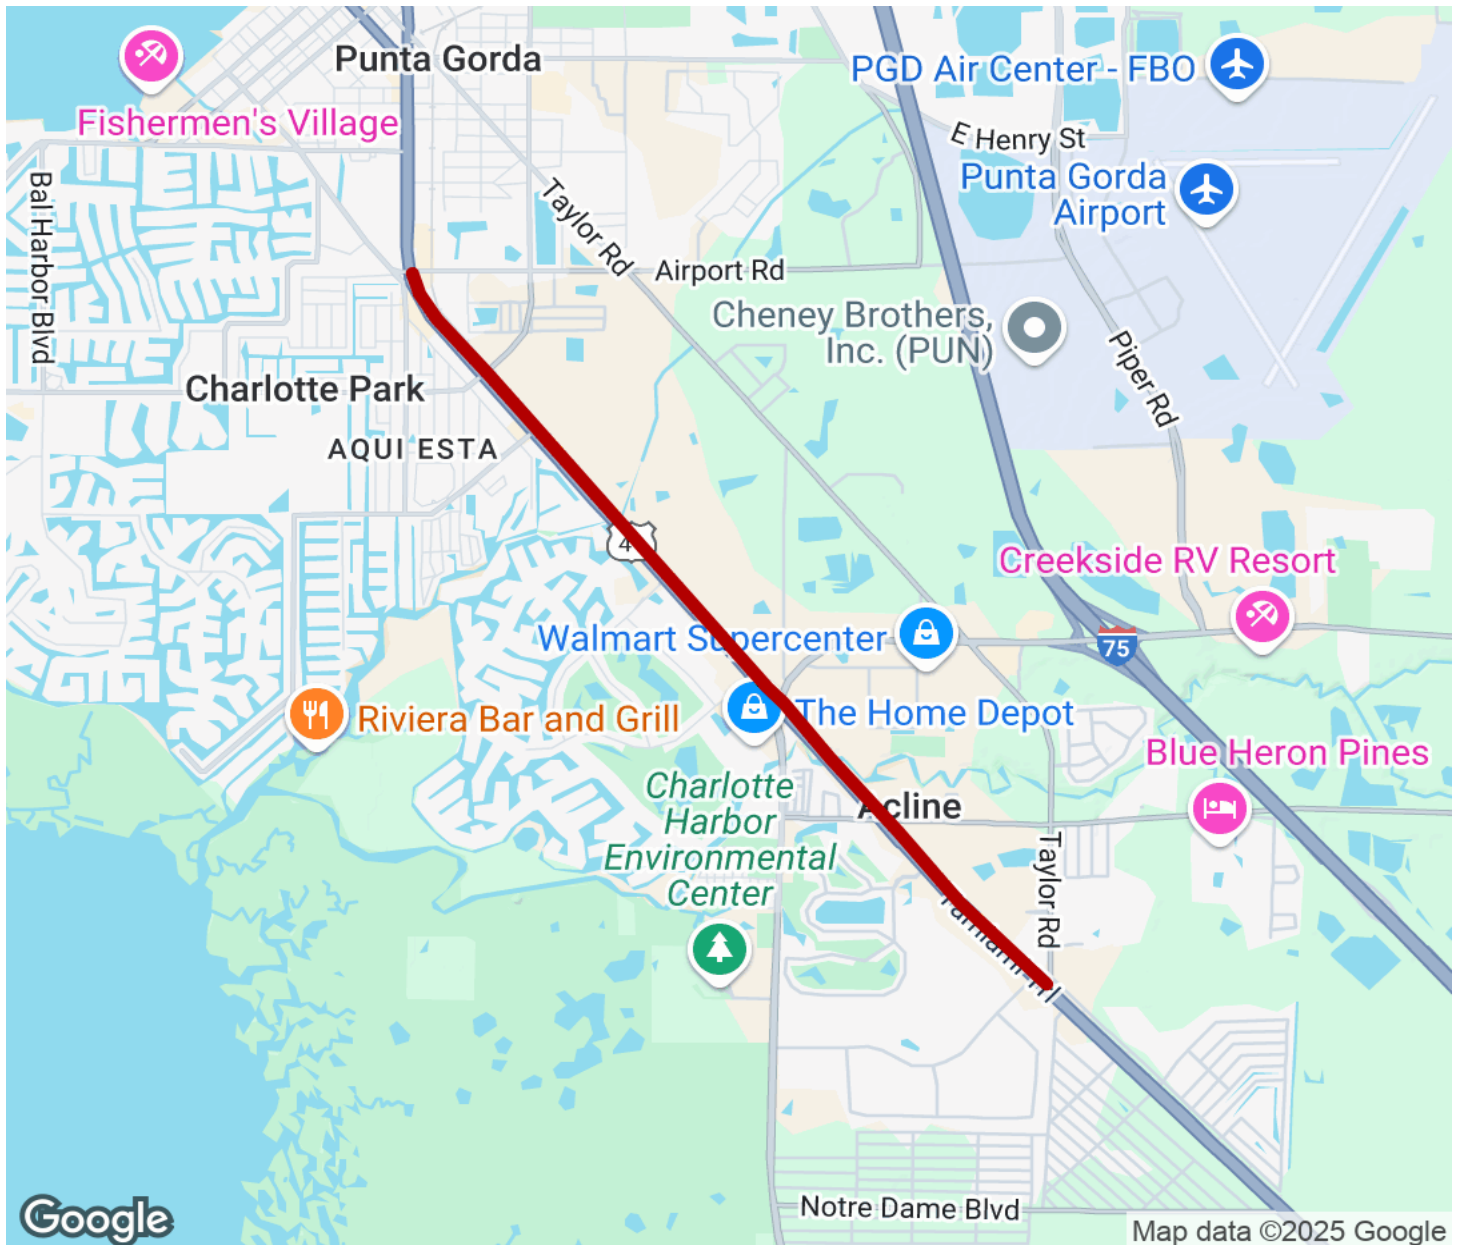 Punta Gorda
PGD Air Center - FBO
Fishermen's Village
E Henry St
Punta Gorda
Airport
Bal Harbor Blvd
Taylor Rd
Airport Rd
Cheney Brothers,
Inc. (PUN)
Piper Rd
Charlotte Park
AQUI ESTA
4
Creekside RV Resort
Walmart Supercenter
75
Riviera Bar and Grill
The Home Depot
Blue Heron Pines
Charlotte
Harbor
Environmental
Center
Acline
Taylor Rd
Tamiami Trl
Notre Dame Blvd
Google
Map data ©2025 Google